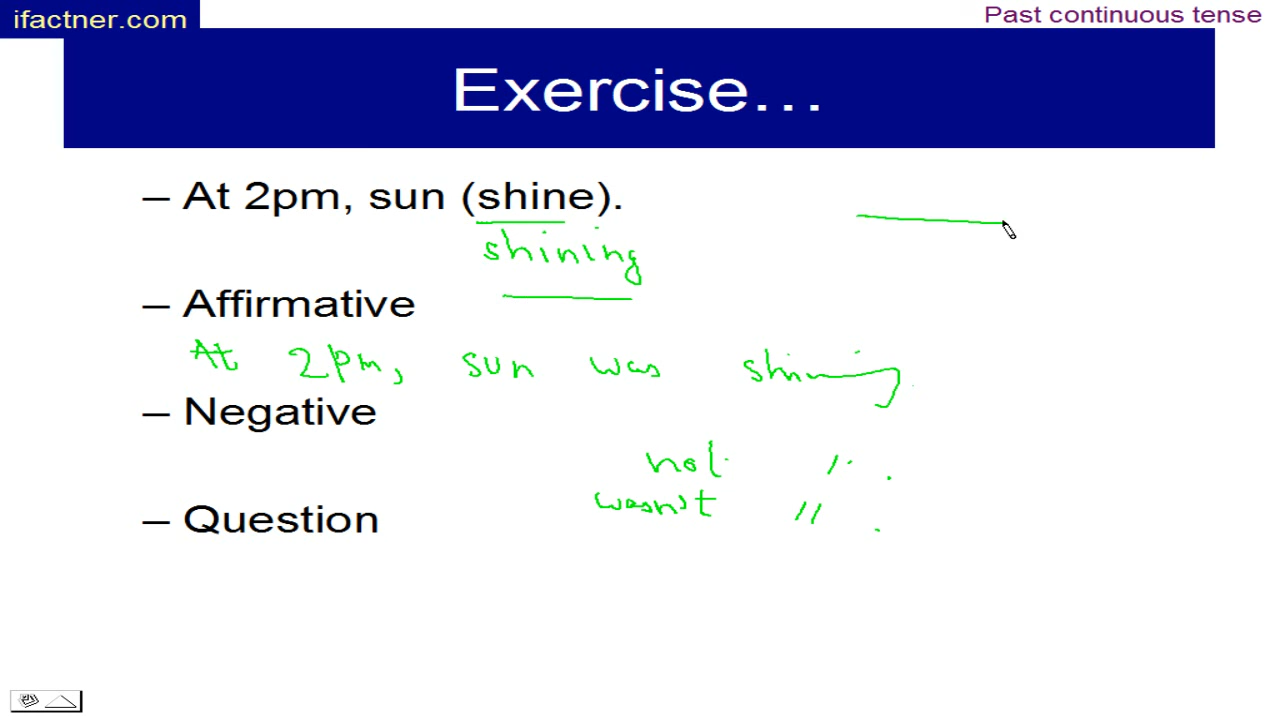 ifactner.com
Past continuous tense
Exercise...
– At 2pm, sun (shine).
shining
– Affirmative
At 2pm, sun was shining
– Negative
not " .
wasn't " .
– Question